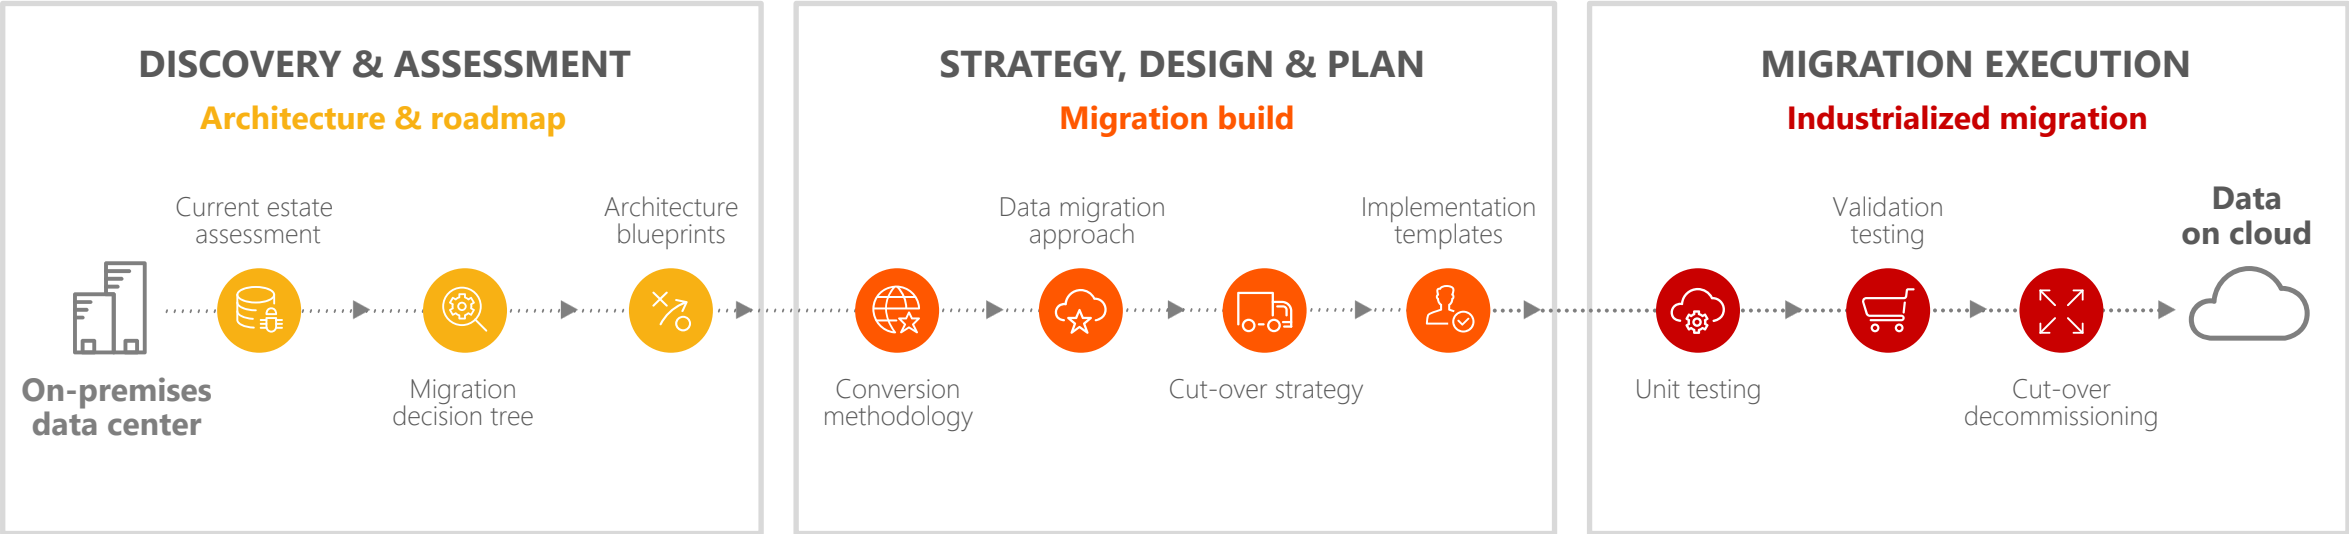 DISCOVERY & ASSESSMENT
Architecture & roadmap
Current estate
assessment
Architecture
blueprints
On-premises
data center
Migration
decision tree
STRATEGY, DESIGN & PLAN
Migration build
Data migration
approach
Implementation
templates
Conversion
methodology
Cut-over strategy
MIGRATION EXECUTION
Industrialized migration
Validation
testing
Data
on cloud
Unit testing
Cut-over
decommissioning